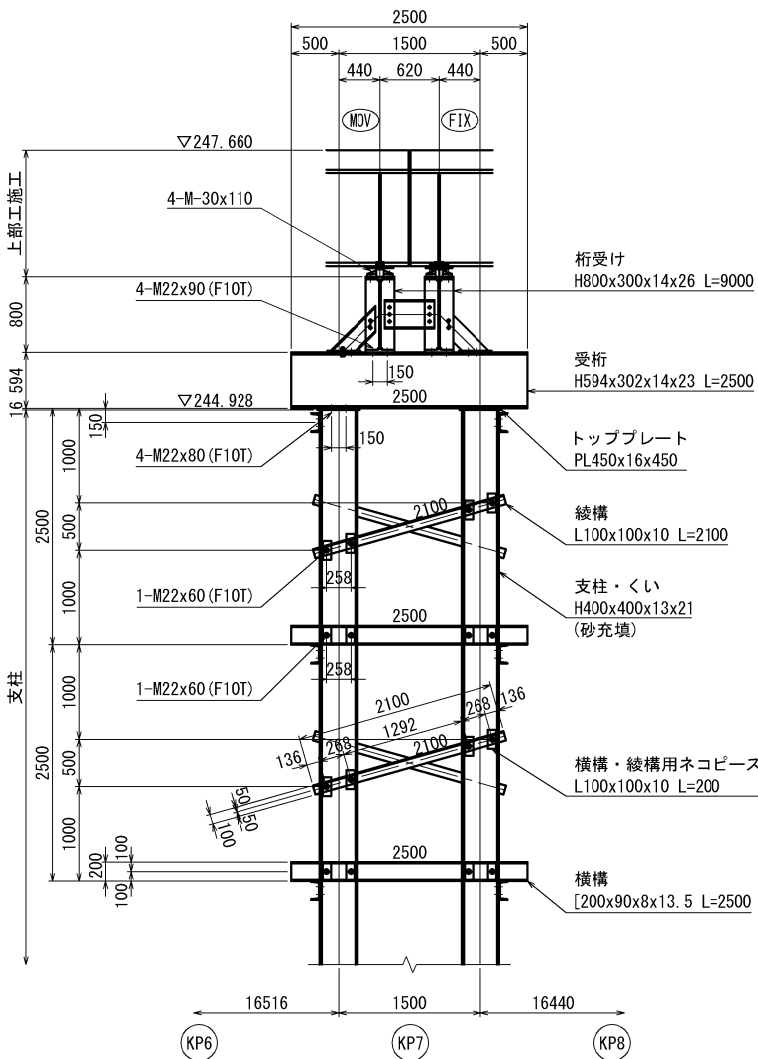 2500
500
1500
500
440
620
440
MOV
FIX
▽247.660
上部工施工
4-M-30x110
桁受け
H800x300x14x26 L=9000
4-M22x90(F10T)
800
150
受桁
H594x302x14x23 L=2500
594
2500
16
▽244.928
150
4-M22x80(F10T)
150
トッププレート
PL450x16x450
1000
2100
綾構
L100x100x10 L=2100
500
2500
1-M22x60(F10T)
258
支柱・くい
H400x400x13x21
(砂充填)
1000
2500
1-M22x60(F10T)
258
支柱
1000
2100
136
268
1292
268
136
2100
500
2500
横構・綾構用ネコピース
L100x100x10 L=200
50
50
100
1000
100
200
100
2500
横構
[200x90x8x13.5 L=2500
16516
1500
16440
KP6
KP7
KP8